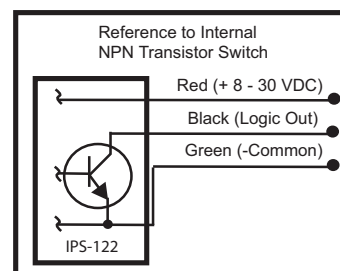 Reference to Internal
NPN Transistor Switch
Red (+ 8 - 30 VDC)
Black (Logic Out)
Green (-Common)
IPS-122